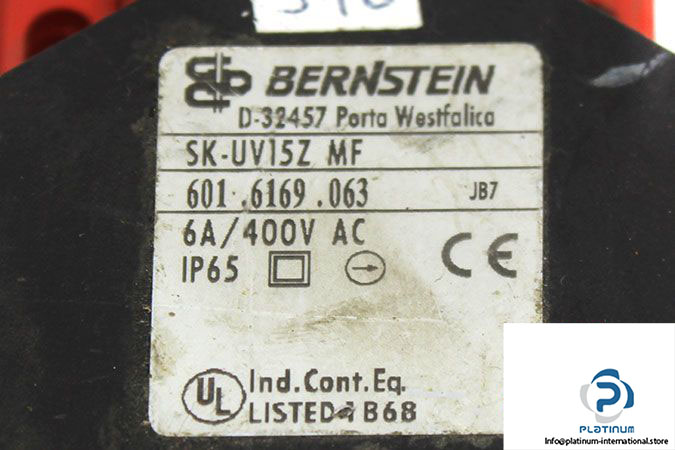 BERNSTEIN
D-32457 Porta Westfalica
SK-UV15Z MF
601.6169.063 JB7
6A/400V AC
IP65
CE
UL Ind.Cont.Eq.
LISTED 1B68
PLATINUM
Info@platinum-international.store